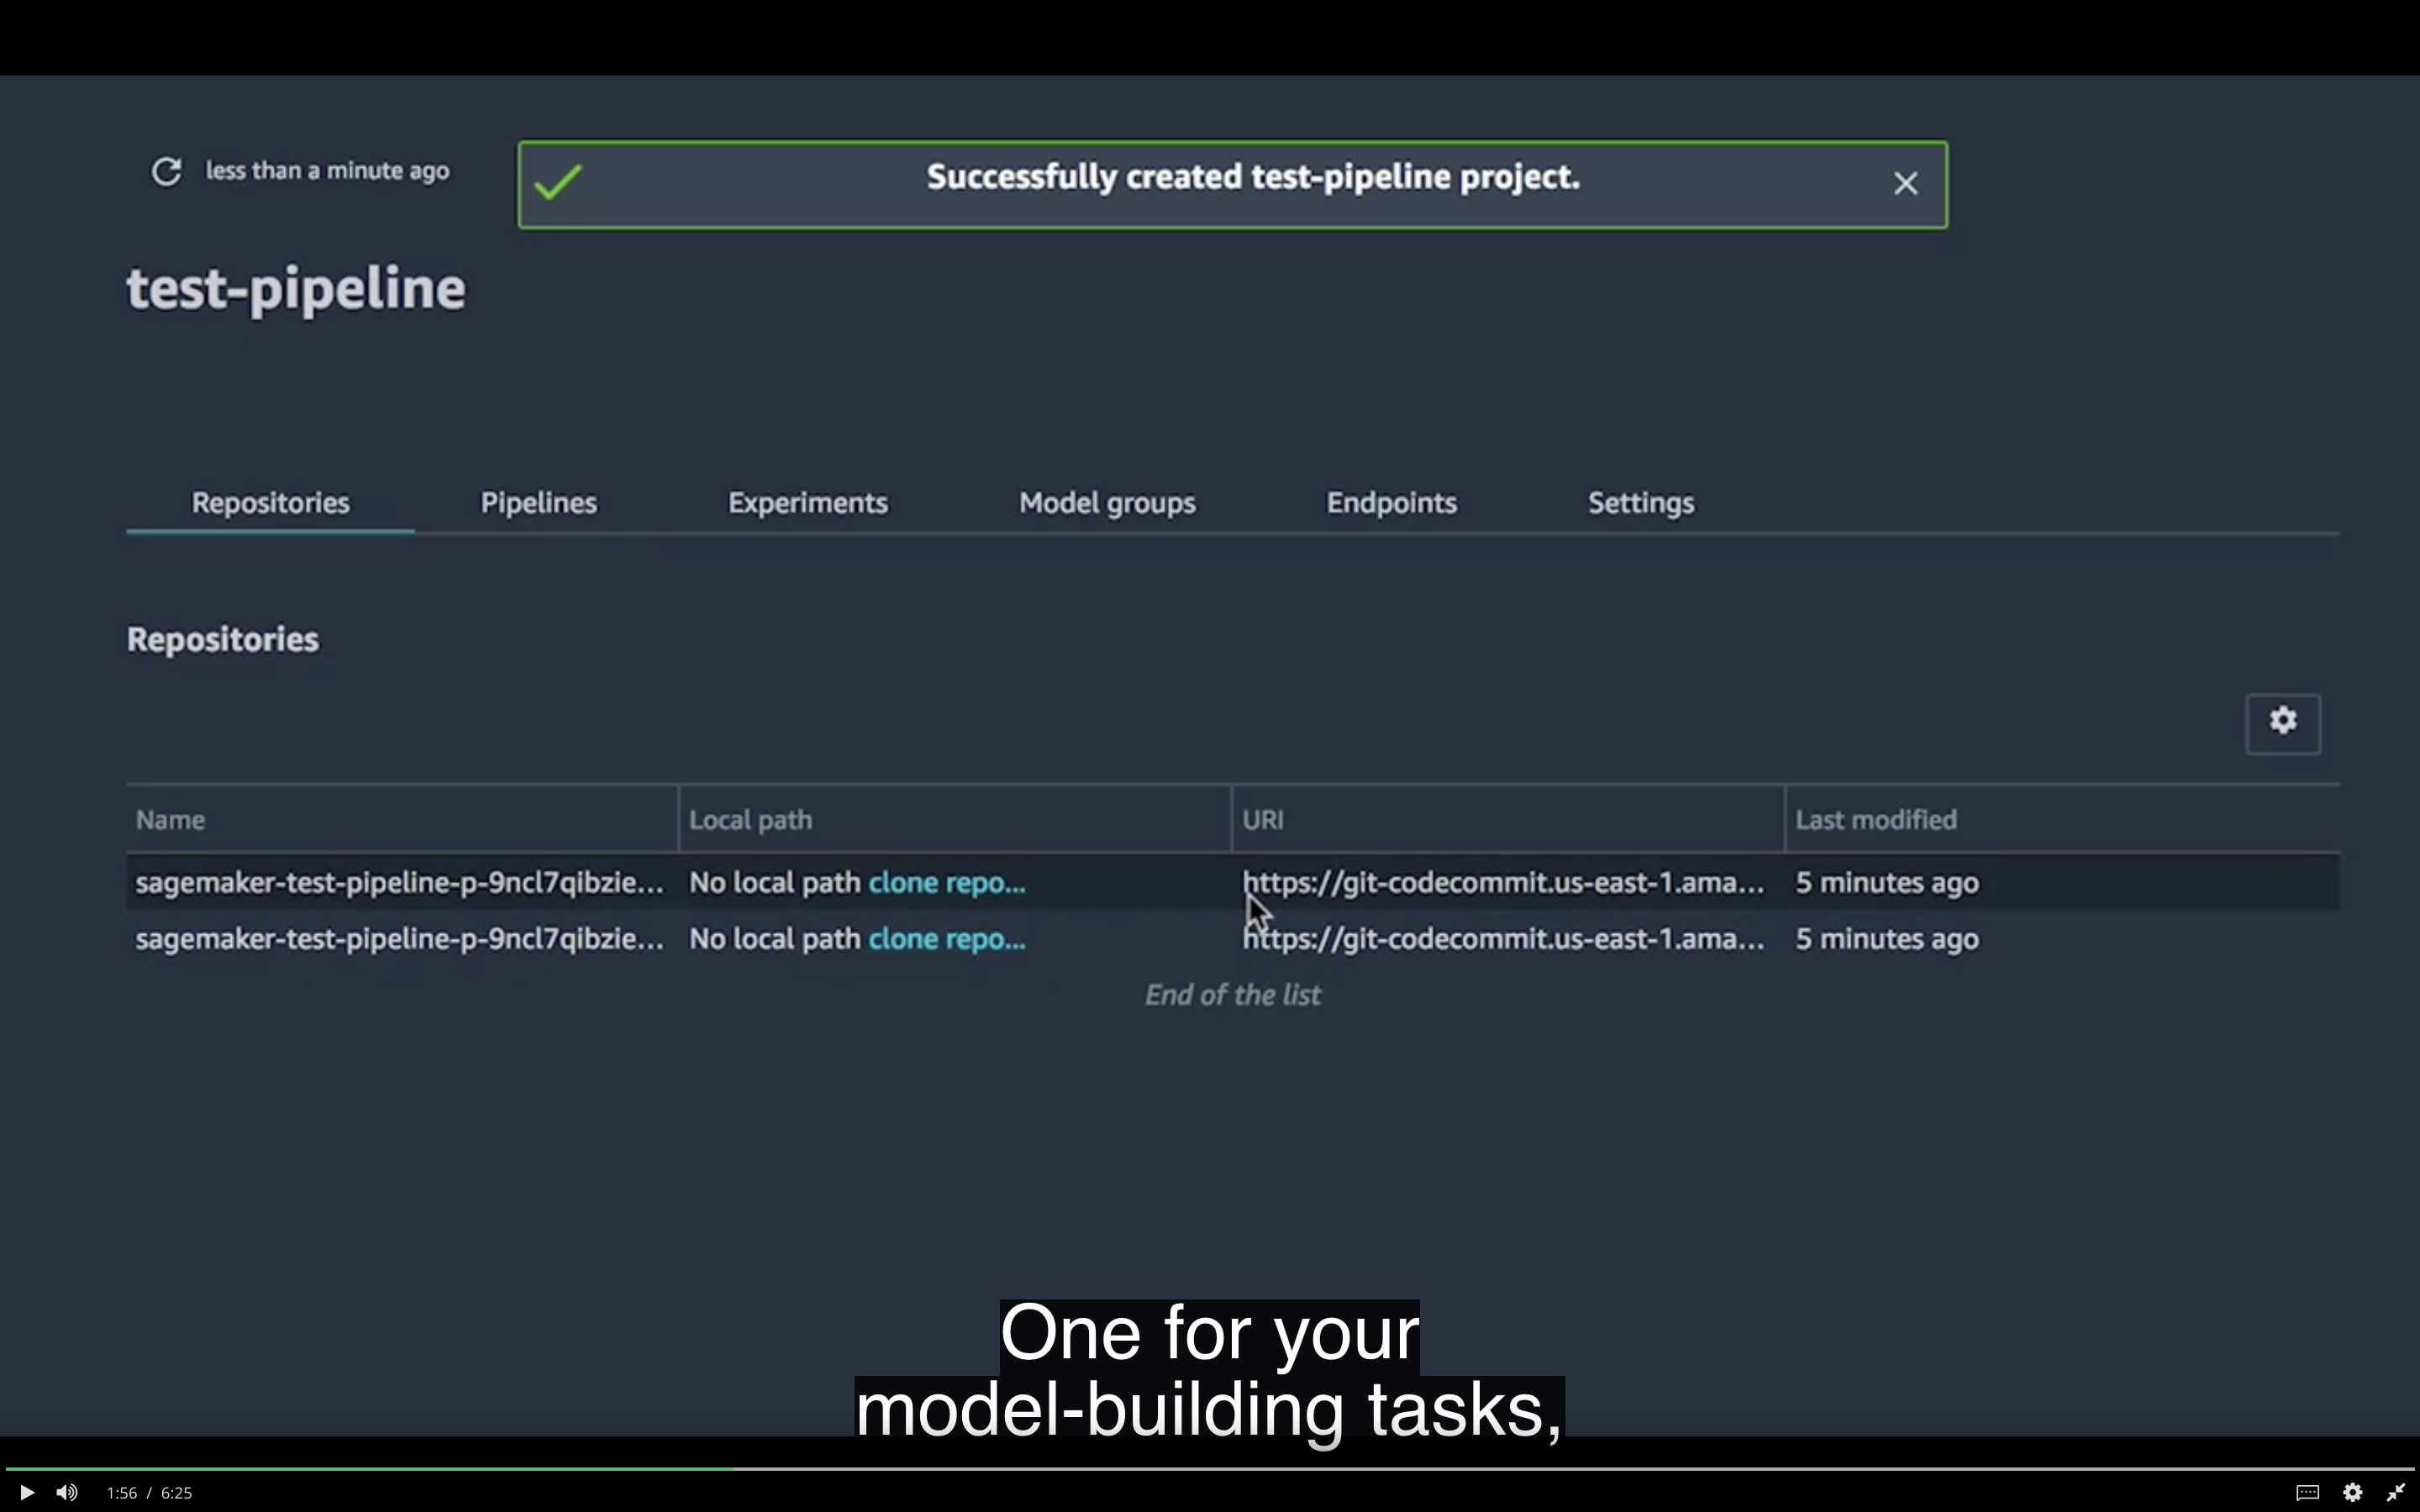 less than a minute ago
Successfully created test-pipeline project.
test-pipeline
Repositories Pipelines Experiments Model groups Endpoints Settings
Repositories
Name Local path URI Last modified
sagemaker-test-pipeline-p-9ncl7qibzie... No local path clone repo... https://git-codecommit.us-east-1.ama... 5 minutes ago
sagemaker-test-pipeline-p-9ncl7qibzie... No local path clone repo... https://git-codecommit.us-east-1.ama... 5 minutes ago
End of the list
One for your
model-building tasks,
1:56 / 6:25